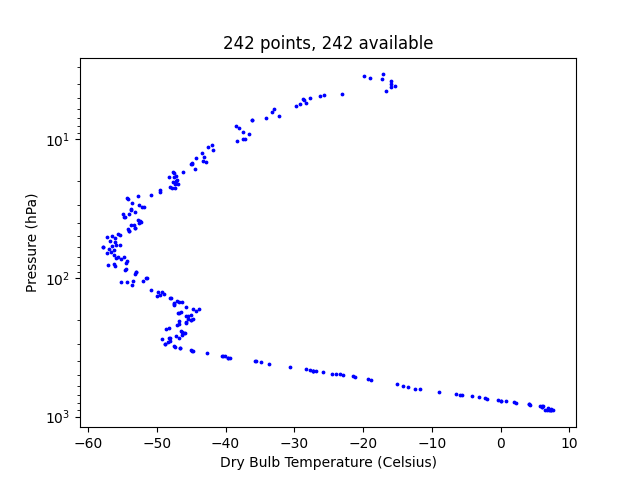 242 points, 242 available
Pressure (hPa)
10¹
10²
10³
−60 −50 −40 −30 −20 −10 0 10
Dry Bulb Temperature (Celsius)